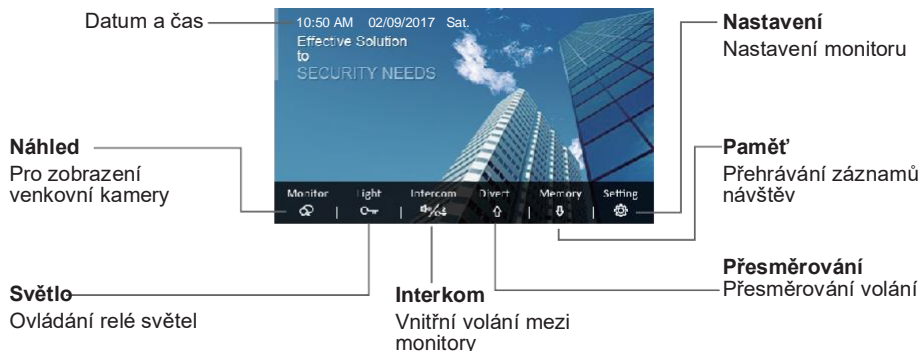 Datum a čas
10:50 AM 02/09/2017 Sat.
Effective Solution
to
SECURITY NEEDS
Nastavení
Nastavení monitoru
Náhled
Pro zobrazení
venkovní kamery
Monitor Light Intercom Divert Memory Setting
Paměť
Přehrávání záznamů
návštěv
Světlo
Ovládání relé světel
Interkom
Vnitřní volání mezi
monitory
Přesměrování
Přesměrování volání